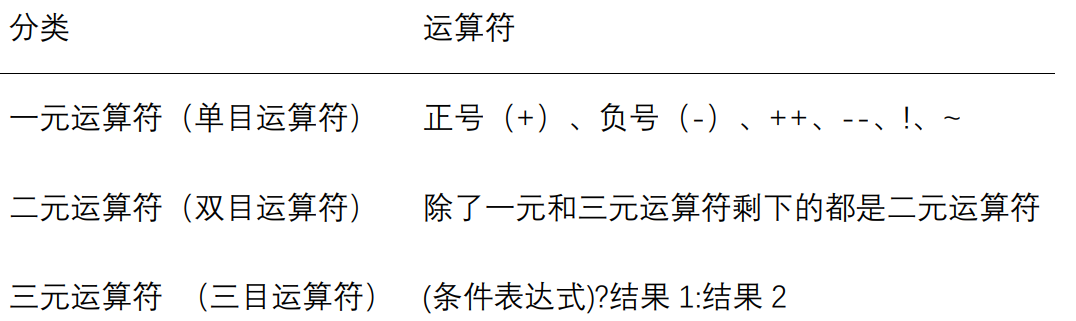 分类 运算符
一元运算符（单目运算符） 正号（+）、负号（-）、++、--、!、~
二元运算符（双目运算符） 除了一元和三元运算符剩下的都是二元运算符
三元运算符 （三目运算符） (条件表达式)?结果 1:结果 2